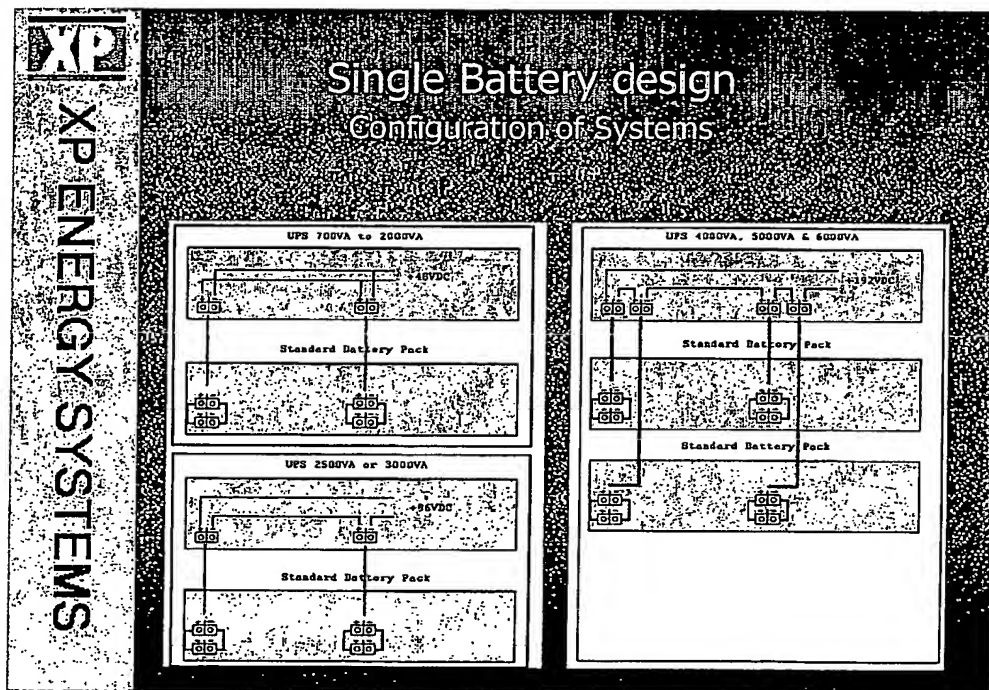 XP
XP ENERGY SYSTEMS
Single Battery design
Configuration of Systems
UPS 700VA to 2000VA
48VDC
Standard Battery Pack
UPS 2500VA or 3000VA
96VDC
Standard Battery Pack
UPS 4000VA, 5000VA & 6000VA
192VDC
Standard Battery Pack
Standard Battery Pack